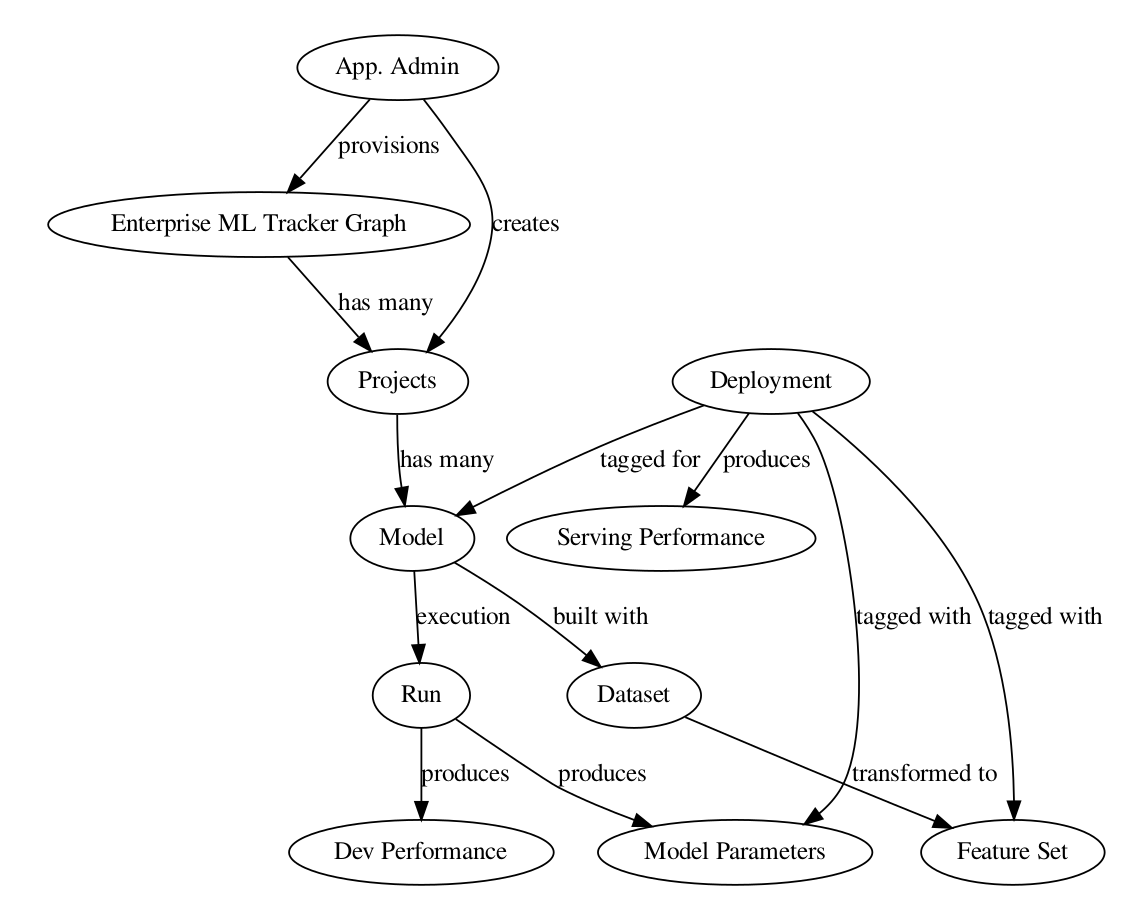 App. Admin
provisions
Enterprise ML Tracker Graph
creates
has many
Projects
Deployment
has many
tagged for
produces
Model
Serving Performance
execution
built with
tagged with
tagged with
Run
Dataset
produces
produces
transformed to
Dev Performance
Model Parameters
Feature Set